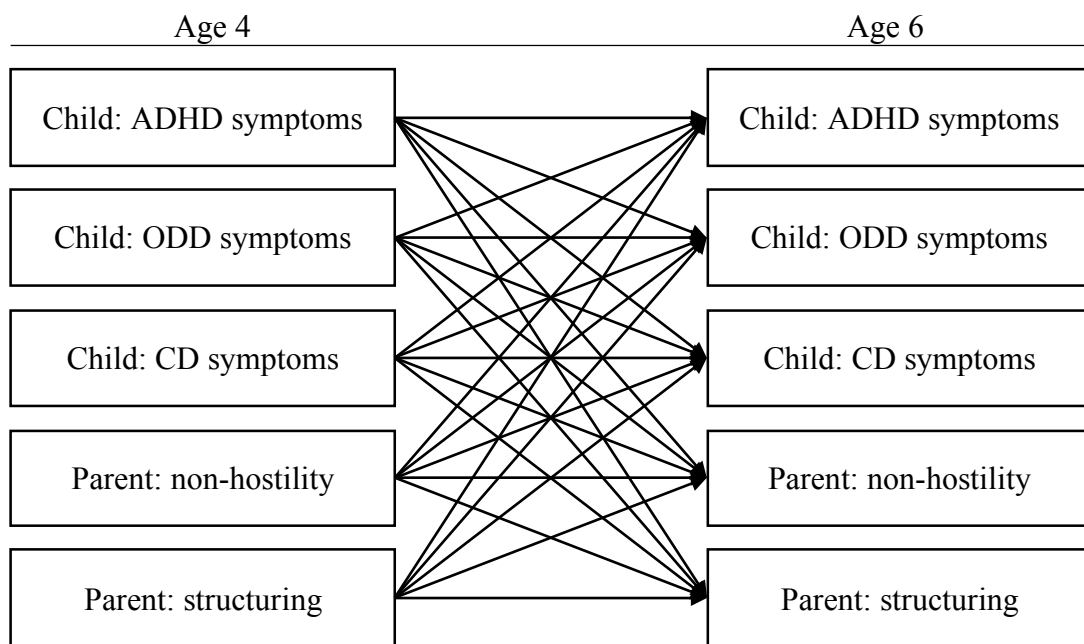 Age 4 Age 6
Child: ADHD symptoms Child: ADHD symptoms
Child: ODD symptoms Child: ODD symptoms
Child: CD symptoms Child: CD symptoms
Parent: non-hostility Parent: non-hostility
Parent: structuring Parent: structuring